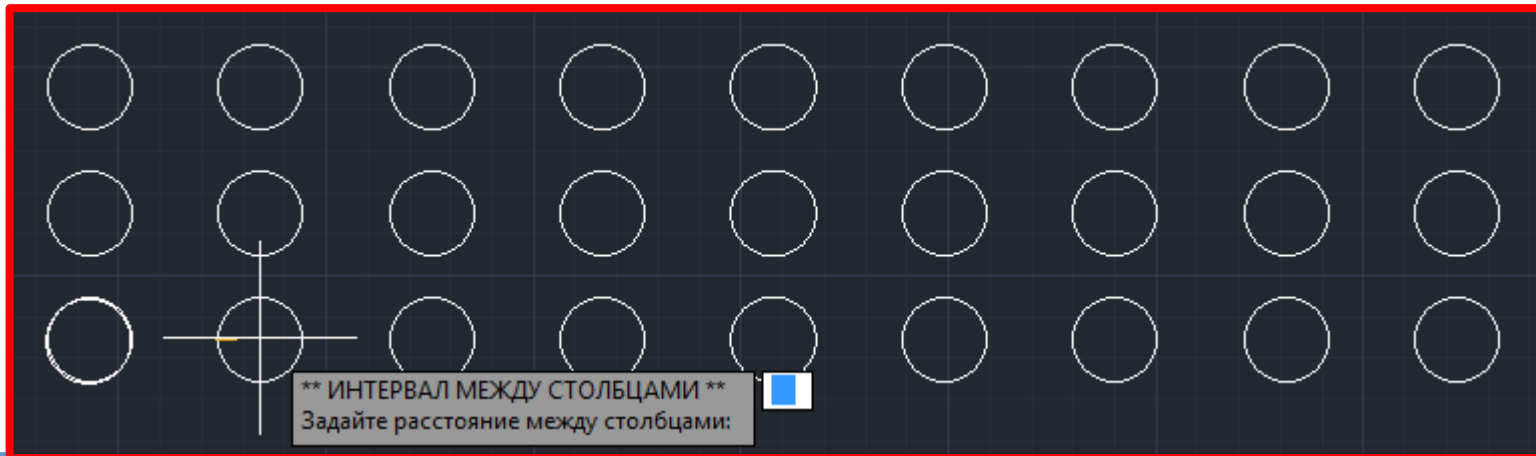 ** ИНТЕРВАЛ МЕЖДУ СТОЛБЦАМИ **
Задайте расстояние между столбцами: